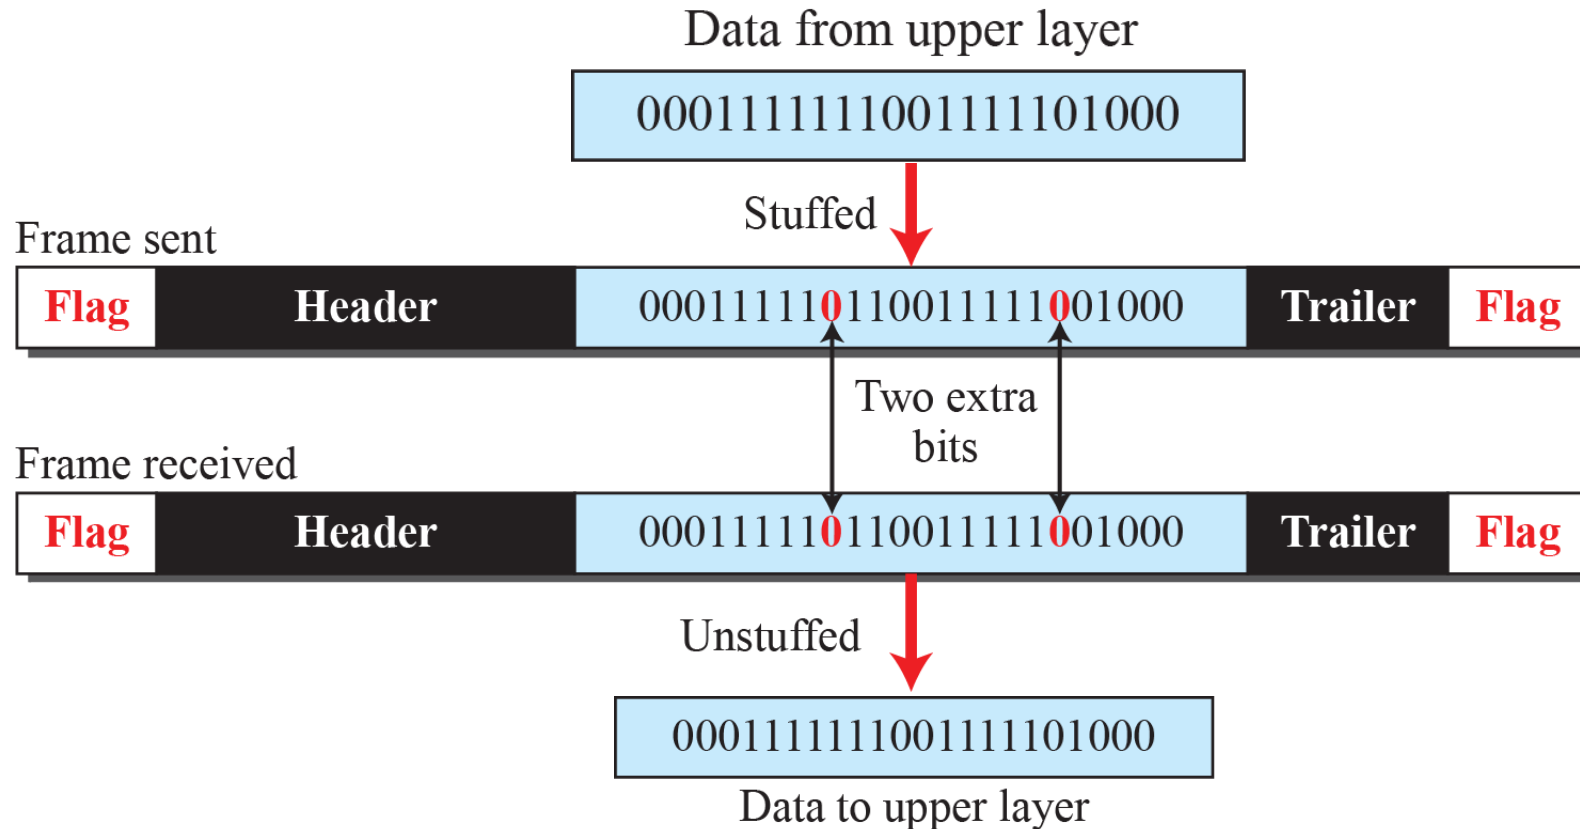 Data from upper layer
0001111111001111101000
Stuffed
Frame sent
Flag Header 000111110110011111001000 Trailer Flag
Two extra
bits
Frame received
Flag Header 000111110110011111001000 Trailer Flag
Unstuffed
0001111111001111101000
Data to upper layer